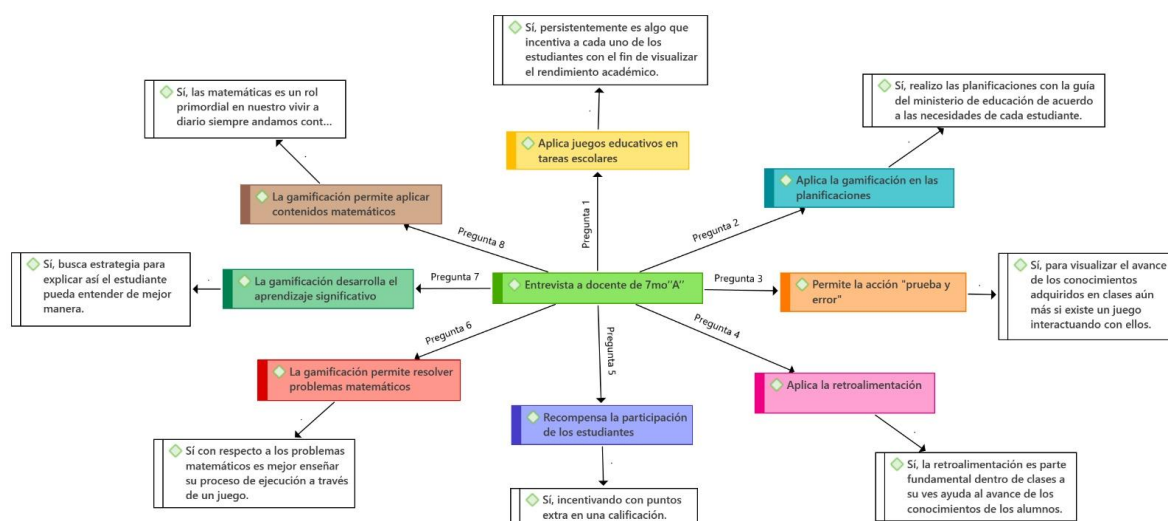 Sí, persistentemente es algo que
incentiva a cada uno de los
estudiantes con el fin de visualizar
el rendimiento académico.
Sí, las matemáticas es un rol
primordial en nuestro vivir a
diario siempre andamos cont...
Sí, realizo las planificaciones con la guía
del ministerio de educación de acuerdo
a las necesidades de cada estudiante.
Aplica juegos educativos en
tareas escolares
La gamificación permite aplicar
contenidos matemáticos
Aplica la gamificación en las
planificaciones
Pregunta 1
Pregunta 2
Pregunta 8
Sí, busca estrategia para
explicar así el estudiante
pueda entender de mejor
manera.
La gamificación desarrolla el
aprendizaje significativo
Pregunta 7
Entrevista a docente de 7mo"A"
Pregunta 3
Permite la acción "prueba y
error"
Sí, para visualizar el avance
de los conocimientos
adquiridos en clases aún
más si existe un juego
interactuando con ellos.
Pregunta 6
Pregunta 5
Pregunta 4
La gamificación permite resolver
problemas matemáticos
Aplica la retroalimentación
Recompensa la participación
de los estudiantes
Sí con respecto a los problemas
matemáticos es mejor enseñar
su proceso de ejecución a través
de un juego.
Sí, incentivando con puntos
extra en una calificación.
Sí, la retroalimentación es parte
fundamental dentro de clases a
su ves ayuda al avance de los
conocimientos de los alumnos.